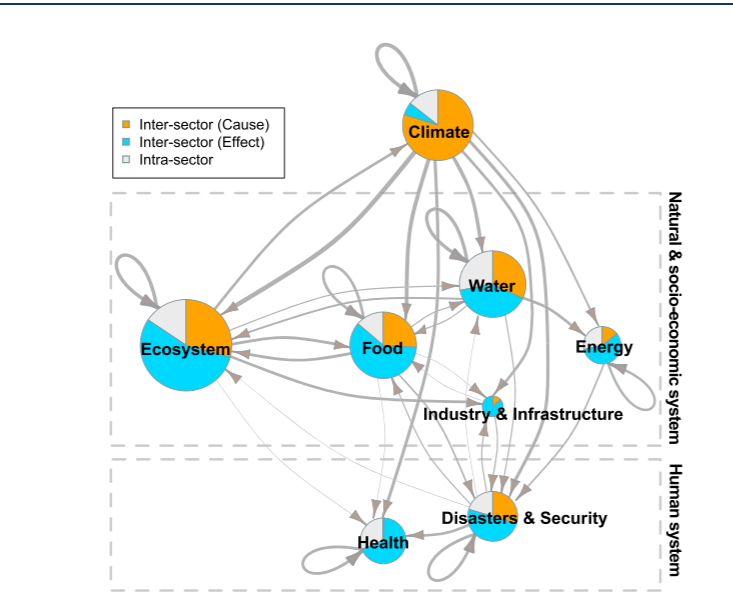 Inter-sector (Cause)
Inter-sector (Effect)
Intra-sector
Climate
Natural & socio-economic system
Water
Ecosystem
Food
Energy
Industry & Infrastructure
Human system
Disasters & Security
Health